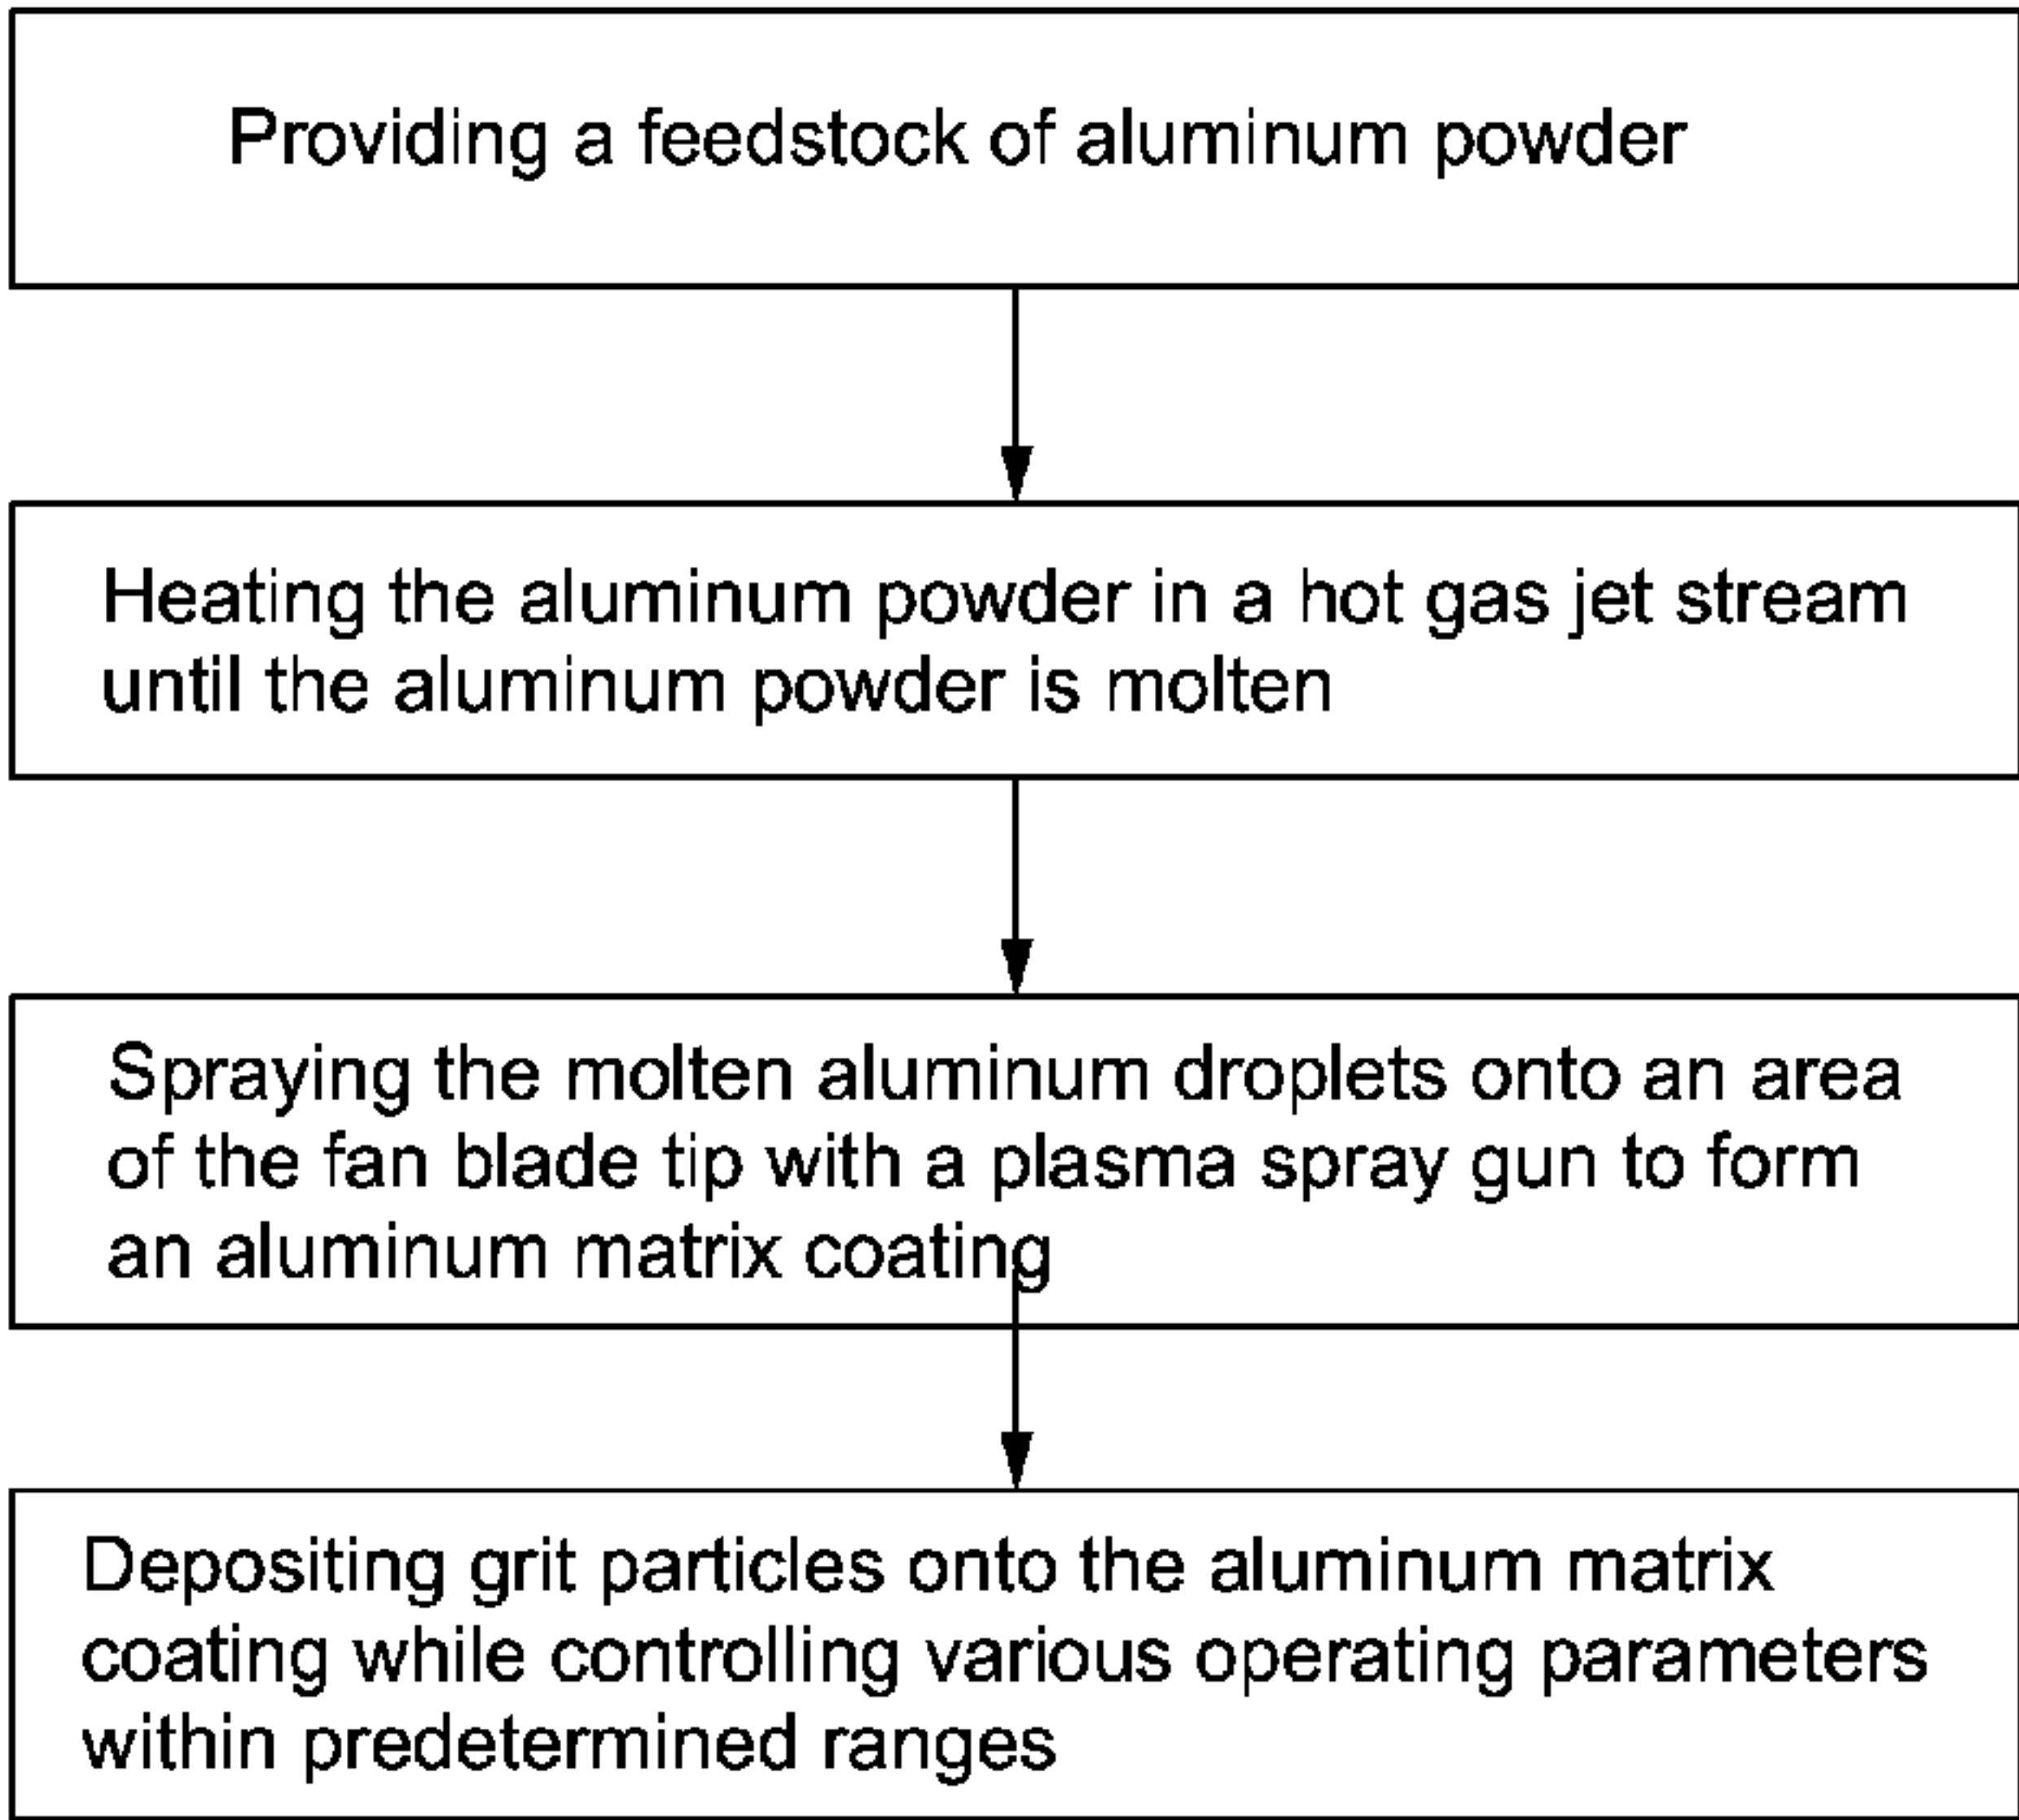 Providing a feedstock of aluminum powder
Heating the aluminum powder in a hot gas jet stream
until the aluminum powder is molten
Spraying the molten aluminum droplets onto an area
of the fan blade tip with a plasma spray gun to form
an aluminum matrix coating
Depositing grit particles onto the aluminum matrix
coating while controlling various operating parameters
within predetermined ranges